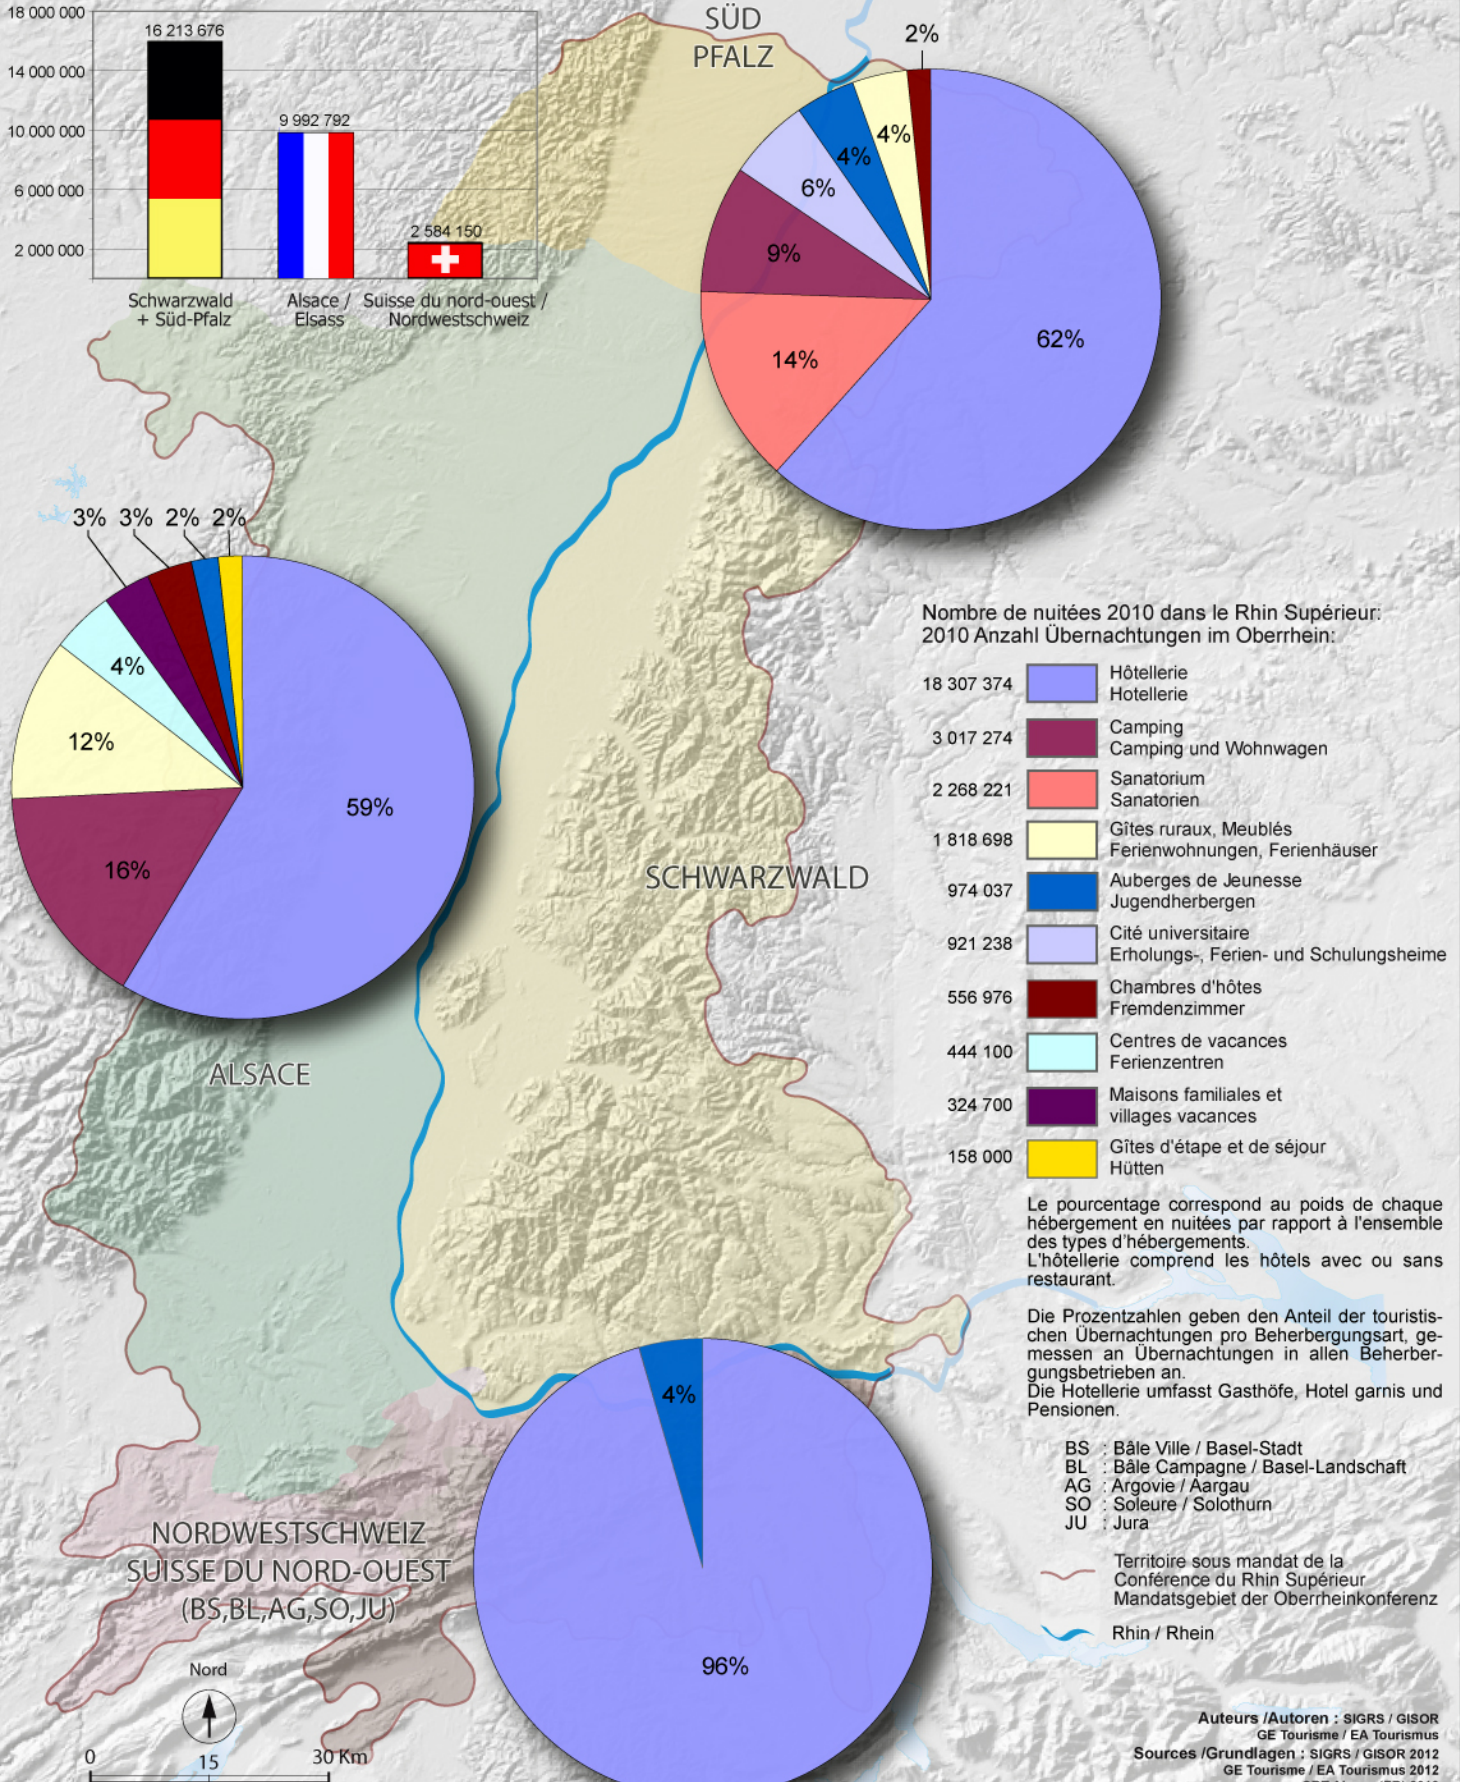 18 000 000
14 000 000
10 000 000
6 000 000
2 000 000
16 213 676
9 992 792
2 584 150
Schwarzwald
+ Süd-Pfalz
Alsace /
Elsass
Suisse du nord-ouest /
Nordwestschweiz
SÜD
PFALZ
2%
4%
4%
6%
9%
14%
62%
3% 3% 2% 2%
4%
12%
16%
59%
SCHWARZWALD
ALSACE
Nombre de nuitées 2010 dans le Rhin Supérieur:
2010 Anzahl Übernachtungen im Oberrhein:
18 307 374
Hôtellerie
Hotellerie
3 017 274
Camping
Camping und Wohnwagen
2 268 221
Sanatorium
Sanatorien
1 818 698
Gîtes ruraux, Meublés
Ferienwohnungen, Ferienhäuser
974 037
Auberges de Jeunesse
Jugendherbergen
921 238
Cité universitaire
Erholungs-, Ferien- und Schulungsheime
556 976
Chambres d'hôtes
Fremdenzimmer
444 100
Centres de vacances
Ferienzentren
324 700
Maisons familiales et
villages vacances
158 000
Gîtes d'étape et de séjour
Hütten
Le pourcentage correspond au poids de chaque
hébergement en nuitées par rapport à l'ensemble
des types d'hébergements.
L'hôtellerie comprend les hôtels avec ou sans
restaurant.
Die Prozentzahlen geben den Anteil der touristis-
chen Übernachtungen pro Beherbergungsart, ge-
messen an Übernachtungen in allen Beherber-
gungsbetrieben an.
Die Hotellerie umfasst Gasthöfe, Hotel garnis und
Pensionen.
BS : Bâle Ville / Basel-Stadt
BL : Bâle Campagne / Basel-Landschaft
AG : Argovie / Aargau
SO : Soleure / Solothurn
JU : Jura
Territoire sous mandat de la
Conférence du Rhin Supérieur
Mandatsgebiet der Oberrheinkonferenz
Rhin / Rhein
4%
96%
NORDWESTSCHWEIZ
SUISSE DU NORD-OUEST
(BS,BL,AG,SO,JU)
Nord
0 15 30 Km
Auteurs /Autoren : SIGRS / GISOR
GE Tourisme / EA Tourismus
Sources /Grundlagen : SIGRS / GISOR 2012
GE Tourisme / EA Tourismus 2012